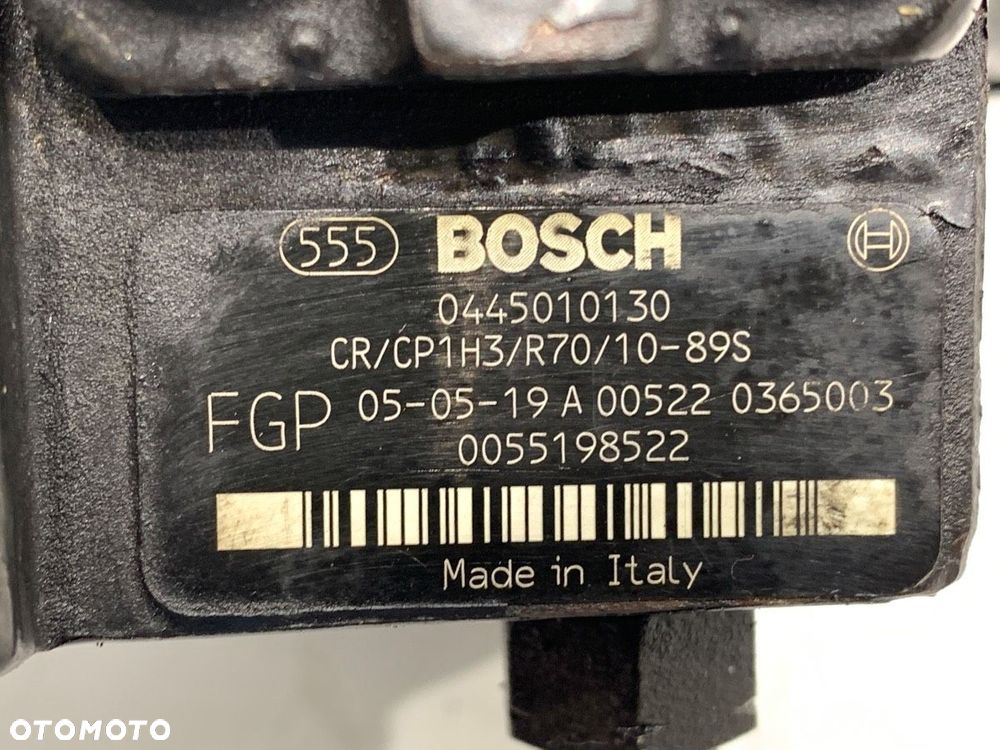 555 BOSCH H
0445010130
CR/CP1H3/R70/10-89S
FGP 05-05-19 A 00522 0365003
0055198522
Made in Italy
OTOMOTO